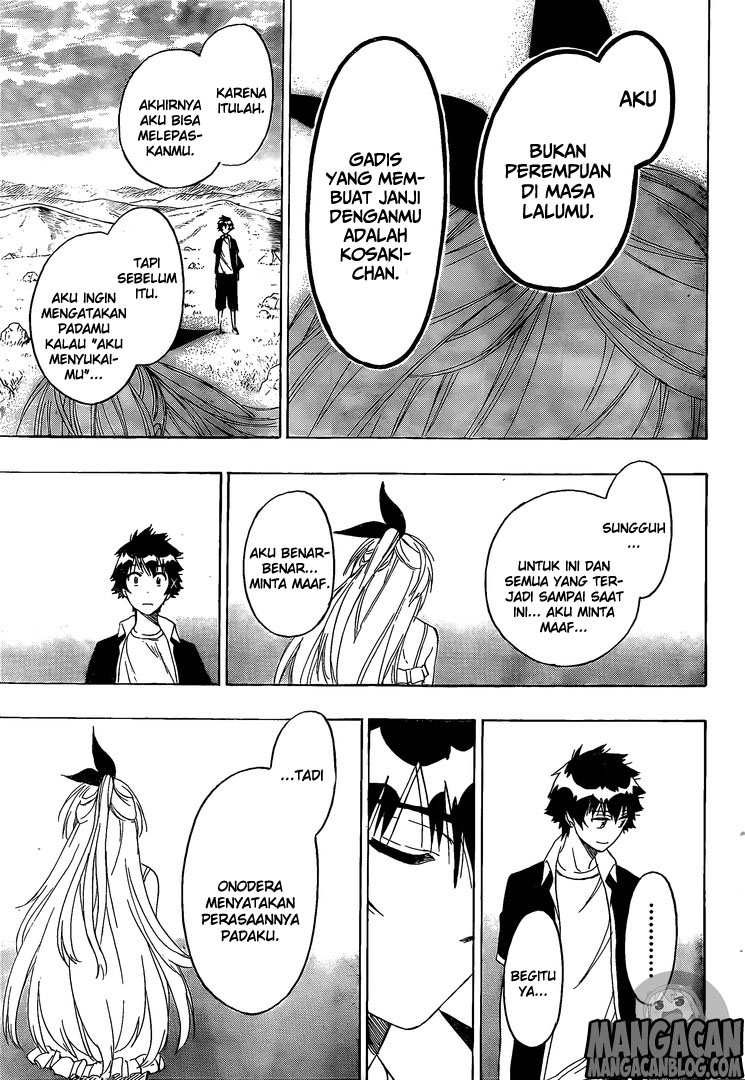 AKU
BUKAN
PEREMPUAN
DI MASA
LALUMU.
GADIS
YANG MEM-
BUAT JANJI
DENGANMU
ADALAH
KOSAKI-
CHAN.
KARENA
ITULAH.
AKHIRNYA
AKU BISA
MELEPAS-
KANMU.
TAPI
SEBELUM
ITU.
AKU INGIN
MENGATAKAN
PADAMU
KALAU "AKU
MENYUKAI-
MU"...
SUNGGUH
...
UNTUK INI DAN
SEMUA YANG TER-
JADI SAMPAI SAAT
INI... AKU MINTA
MAAF...
AKU BENAR-
BENAR...
MINTA MAAF.
.........
BEGITU
YA...
...TADI
ONODERA
MENYATAKAN
PERASAANNYA
PADAKU.
MANGACAN
MANGACANBLOG.COM